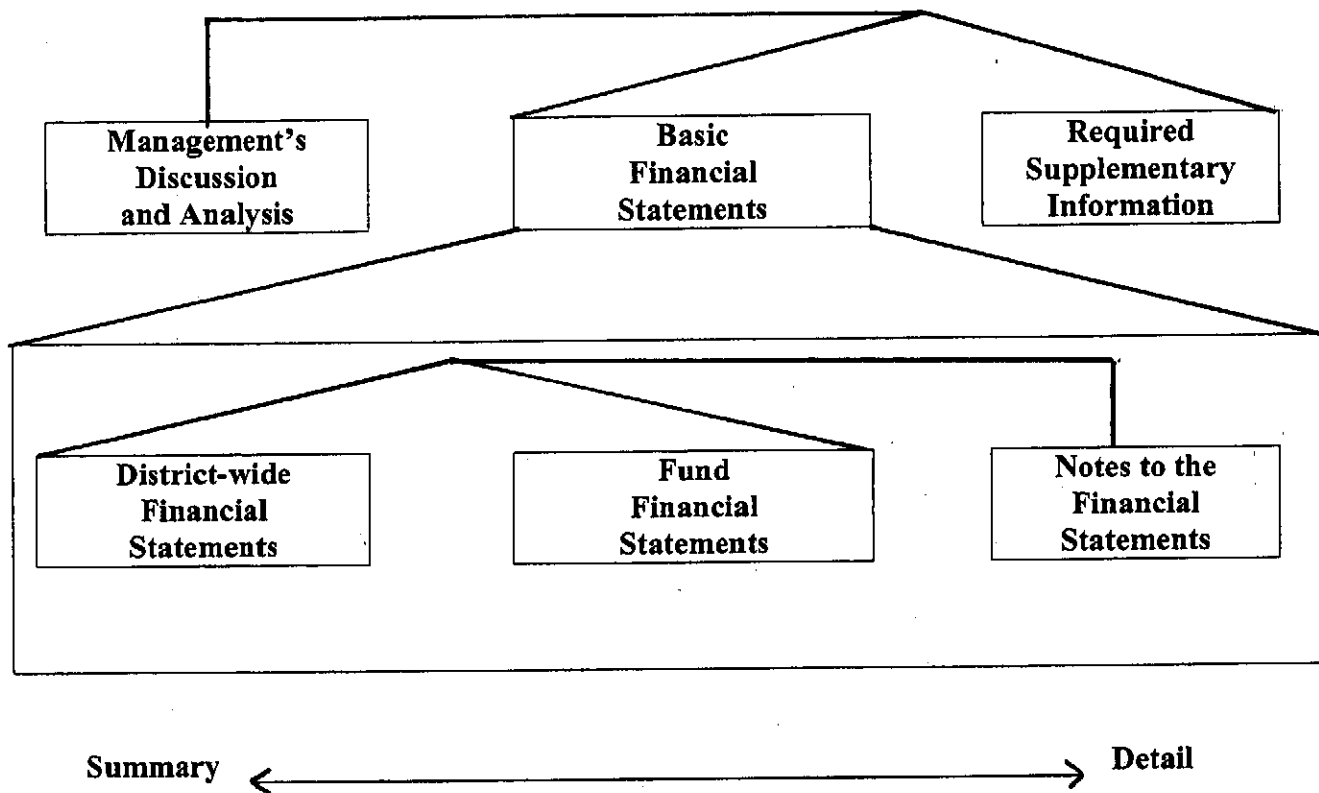 Management's
Discussion
and Analysis
Basic
Financial
Statements
Required
Supplementary
Information
District-wide
Financial
Statements
Fund
Financial
Statements
Notes to the
Financial
Statements
Summary
Detail